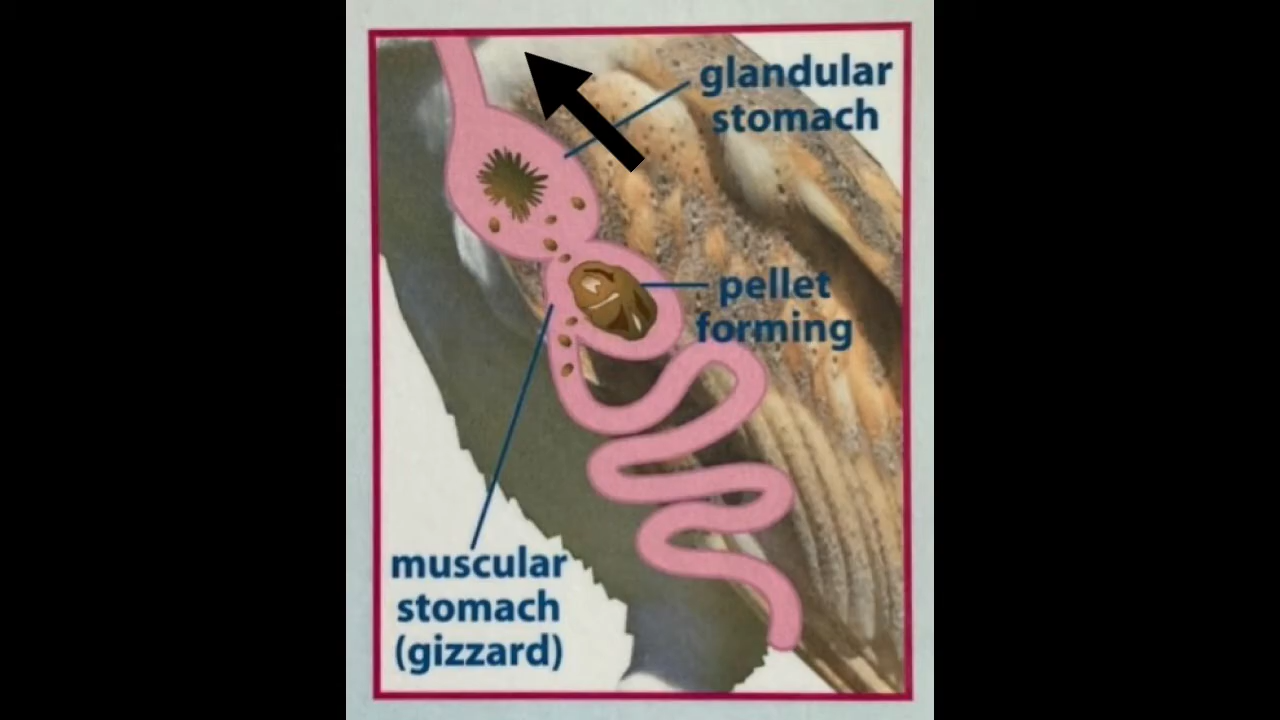 glandular
stomach
pellet
forming
muscular
stomach
(gizzard)